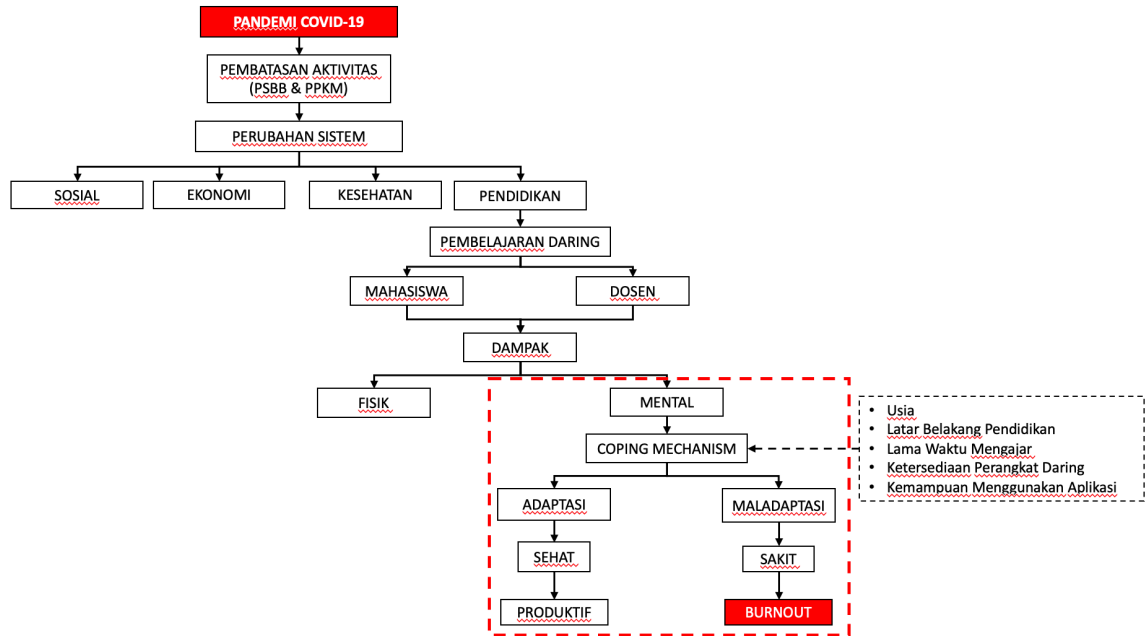 PANDEMI COVID-19
PEMBATASAN AKTIVITAS
(PSBB & PPKM)
PERUBAHAN SISTEM
SOSIAL
EKONOMI
KESEHATAN
PENDIDIKAN
PEMBELAJARAN DARING
MAHASISWA
DOSEN
DAMPAK
FISIK
MENTAL
COPING MECHANISM
• Usia
• Latar Belakang Pendidikan
• Lama Waktu Mengajar
• Ketersediaan Perangkat Daring
• Kemampuan Menggunakan Aplikasi
ADAPTASI
MALADAPTASI
SEHAT
SAKIT
PRODUKTIF
BURNOUT